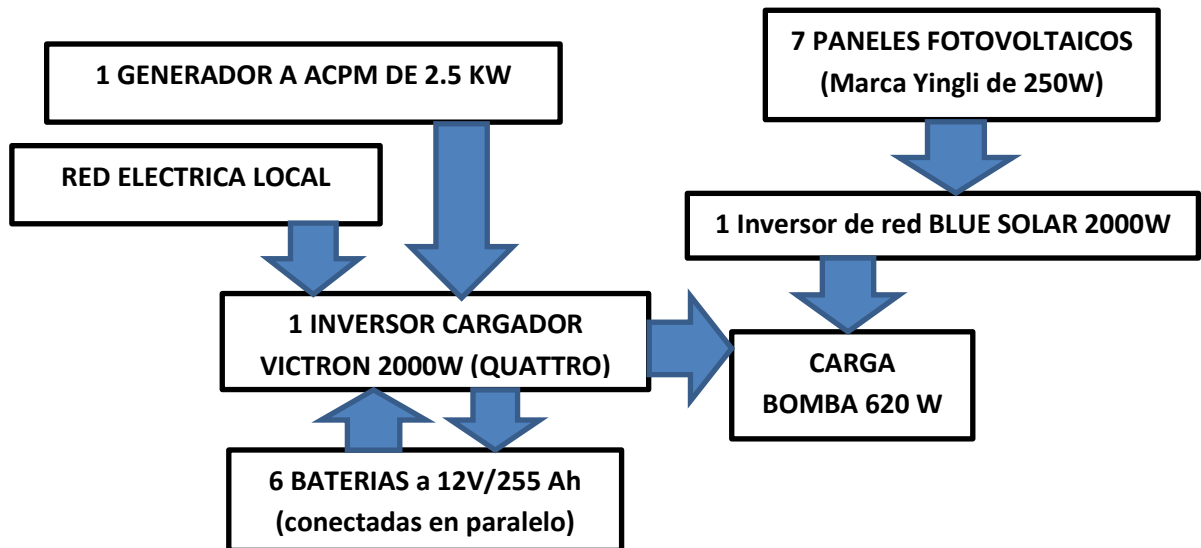 1 GENERADOR A ACPM DE 2.5 KW
7 PANELES FOTOVOLTAICOS
(Marca Yingli de 250W)
RED ELECTRICA LOCAL
1 Inversor de red BLUE SOLAR 2000W
1 INVERSOR CARGADOR
VICTRON 2000W (QUATTRO)
CARGA
BOMBA 620 W
6 BATERIAS a 12V/255 Ah
(conectadas en paralelo)